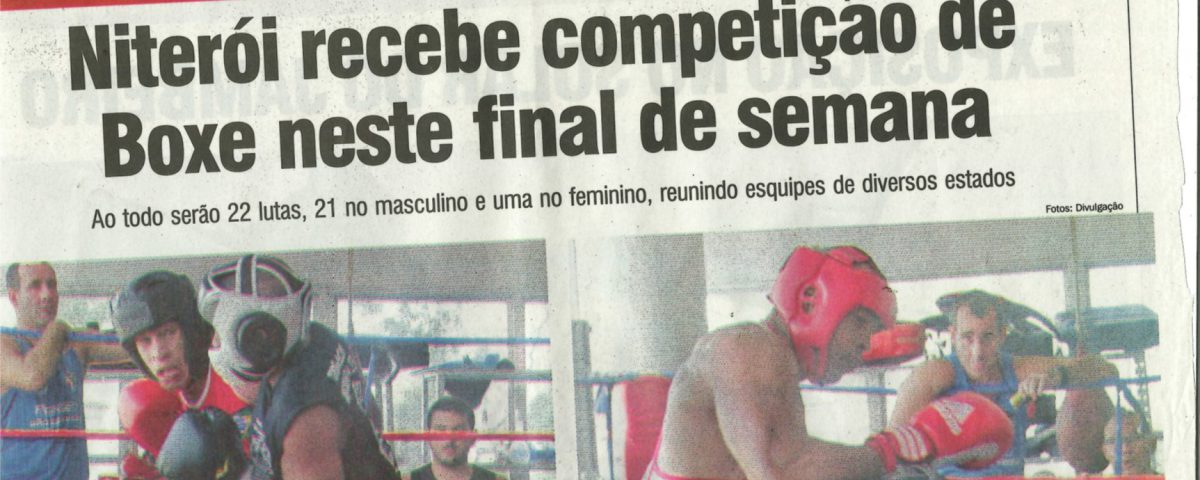 Niterói recebe competição de
Boxe neste final de semana
Ao todo serão 22 lutas, 21 no masculino e uma no feminino, reunindo esquipes de diversos estados
Fotos: Divulgação